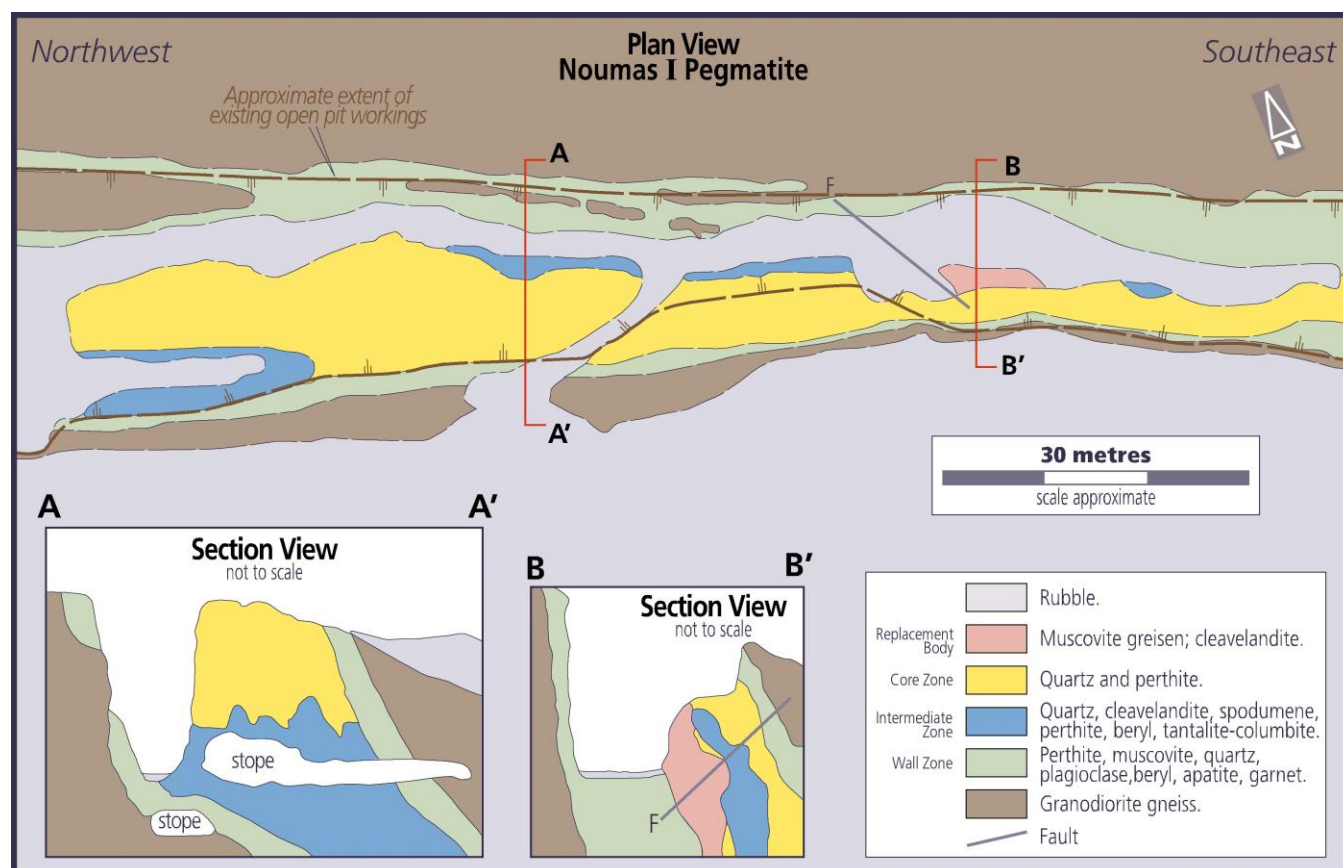 Northwest
Plan View
Noumas I Pegmatite
Southeast
Approximate extent of
existing open pit workings
N
A
B
F
A'
B'
30 metres
scale approximate
A
A'
Section View
not to scale
stope
stope
B
B'
Section View
not to scale
F
Rubble.
Replacement
Body
Muscovite greisen; cleavelandite.
Core Zone
Quartz and perthite.
Intermediate
Zone
Quartz, cleavelandite, spodumene,
perthite, beryl, tantalite-columbite.
Wall Zone
Perthite, muscovite, quartz,
plagioclase,beryl, apatite, garnet.
Granodiorite gneiss.
Fault